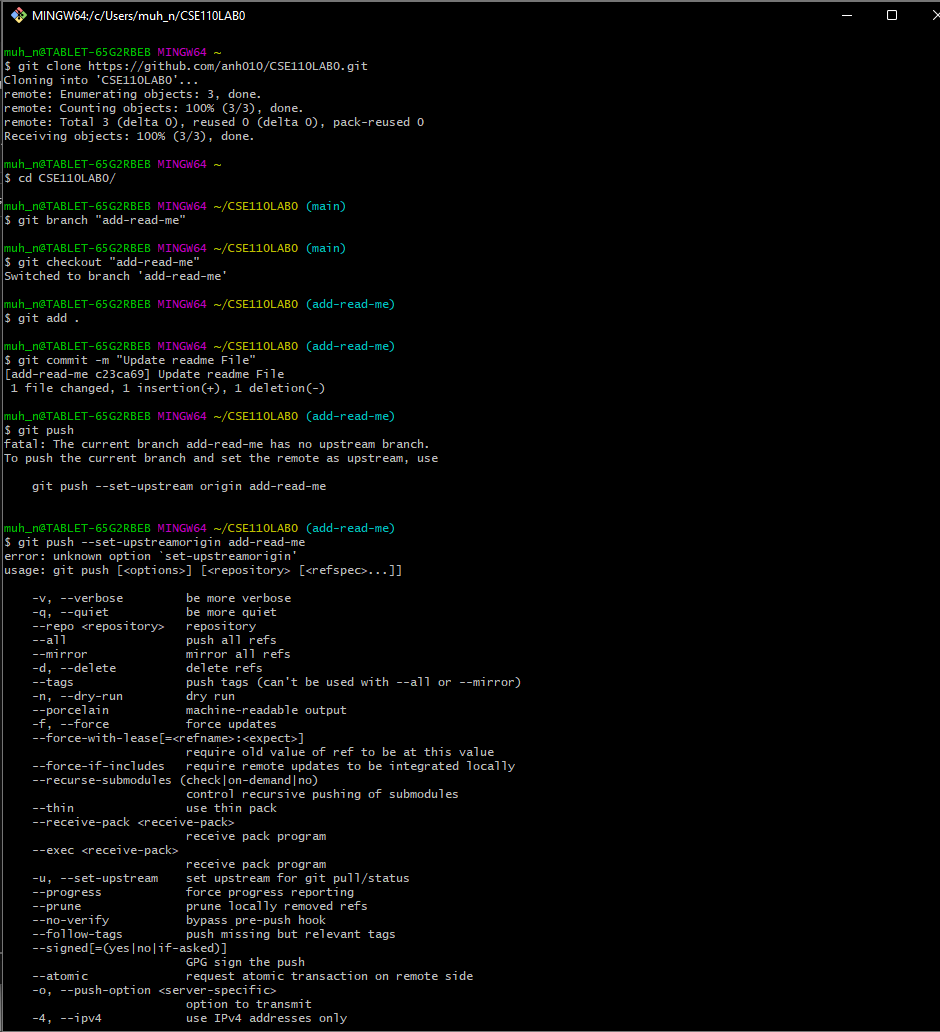 MINGW64:/c/Users/muh_n/CSE110LAB0
muh_n@TABLET-65G2RBEB MINGW64 ~
$ git clone https://github.com/anh010/CSE110LAB0.git
Cloning into 'CSE110LAB0'...
remote: Enumerating objects: 3, done.
remote: Counting objects: 100% (3/3), done.
remote: Total 3 (delta 0), reused 0 (delta 0), pack-reused 0
Receiving objects: 100% (3/3), done.
muh_n@TABLET-65G2RBEB MINGW64 ~
$ cd CSE110LAB0/
muh_n@TABLET-65G2RBEB MINGW64 ~/CSE110LAB0 (main)
$ git branch "add-read-me"
muh_n@TABLET-65G2RBEB MINGW64 ~/CSE110LAB0 (main)
$ git checkout "add-read-me"
Switched to branch 'add-read-me'
muh_n@TABLET-65G2RBEB MINGW64 ~/CSE110LAB0 (add-read-me)
$ git add .
muh_n@TABLET-65G2RBEB MINGW64 ~/CSE110LAB0 (add-read-me)
$ git commit -m "Update readme File"
[add-read-me c23ca69] Update readme File
 1 file changed, 1 insertion(+), 1 deletion(-)
muh_n@TABLET-65G2RBEB MINGW64 ~/CSE110LAB0 (add-read-me)
$ git push
fatal: The current branch add-read-me has no upstream branch.
To push the current branch and set the remote as upstream, use
    git push --set-upstream origin add-read-me
muh_n@TABLET-65G2RBEB MINGW64 ~/CSE110LAB0 (add-read-me)
$ git push --set-upstreamorigin add-read-me
error: unknown option `set-upstreamorigin'
usage: git push [<options>] [<repository> [<refspec>...]]
    -v, --verbose         be more verbose
    -q, --quiet           be more quiet
    --repo <repository>   repository
    --all                 push all refs
    --mirror              mirror all refs
    -d, --delete          delete refs
    --tags                push tags (can't be used with --all or --mirror)
    -n, --dry-run         dry run
    --porcelain           machine-readable output
    -f, --force           force updates
    --force-with-lease[=<refname>:<expect>]
                          require old value of ref to be at this value
    --force-if-includes   require remote updates to be integrated locally
    --recurse-submodules (check|on-demand|no)
                          control recursive pushing of submodules
    --thin                use thin pack
    --receive-pack <receive-pack>
                          receive pack program
    --exec <receive-pack>
                          receive pack program
    -u, --set-upstream    set upstream for git pull/status
    --progress            force progress reporting
    --prune               prune locally removed refs
    --no-verify           bypass pre-push hook
    --follow-tags         push missing but relevant tags
    --signed[=(yes|no|if-asked)]
                          GPG sign the push
    --atomic              request atomic transaction on remote side
    -o, --push-option <server-specific>
                          option to transmit
    -4, --ipv4            use IPv4 addresses only